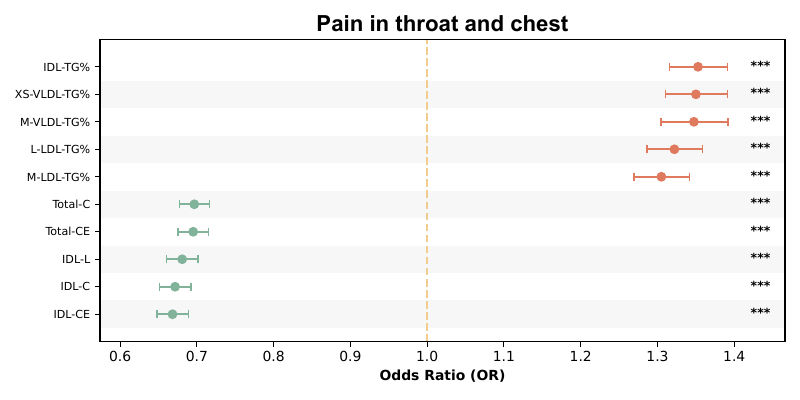 Pain in throat and chest
IDL-TG% ***
XS-VLDL-TG% ***
M-VLDL-TG% ***
L-LDL-TG% ***
M-LDL-TG% ***
Total-C ***
Total-CE ***
IDL-L ***
IDL-C ***
IDL-CE ***
0.6 0.7 0.8 0.9 1.0 1.1 1.2 1.3 1.4
Odds Ratio (OR)